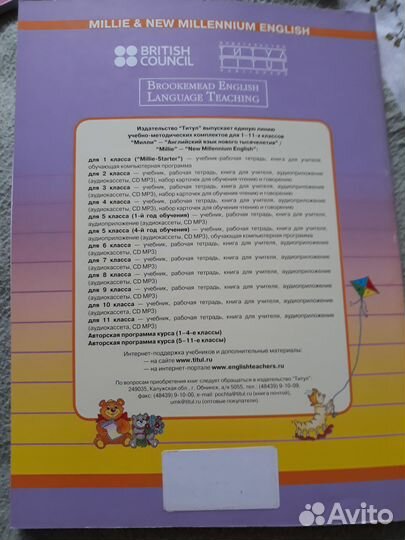 MILLIE & NEW MILLENNIUM ENGLISH
BRITISH
COUNCIL
ТИТУЛ
BROOKEMEAD ENGLISH
LANGUAGE TEACHING
Издательство "Титул" выпускает единую линию
учебно-методических комплектов для 1–11-х классов
"Милли" – "Английский язык нового тысячелетия" /
"Millie" – "New Millennium English":
для 1 класса ("Millie-Starter") — учебник-рабочая тетрадь, книга для учителя,
обучающая компьютерная программа
для 2 класса — учебник, рабочая тетрадь, книга для учителя, аудиоприложение
(аудиокассеты, CD MP3), набор карточек для обучения чтению и говорению
для 3 класса — учебник, рабочая тетрадь, книга для учителя, аудиоприложение
(аудиокассеты, CD MP3), набор карточек для обучения чтению и говорению
для 4 класса — учебник, рабочая тетрадь, книга для учителя, аудиоприложение
(аудиокассеты, CD MP3), набор карточек для обучения чтению и говорению
для 5 класса (1-й год обучения) — учебник, рабочая тетрадь, книга для учителя,
аудиоприложение (аудиокассеты, CD MP3)
для 5 класса (4-й год обучения) — учебник, рабочая тетрадь, книга для учителя,
аудиоприложение (аудиокассеты, CD MP3), обучающая компьютерная программа
для 6 класса — учебник, рабочая тетрадь, книга для учителя, аудиоприложение
(аудиокассеты, CD MP3)
для 7 класса — учебник, рабочая тетрадь, книга для учителя, аудиоприложение
(аудиокассеты, CD MP3)
для 8 класса — учебник, рабочая тетрадь, книга для учителя, аудиоприложение
(аудиокассеты, CD MP3)
для 9 класса — учебник, рабочая тетрадь, книга для учителя, аудиоприложение
(аудиокассеты, CD MP3)
для 10 класса — учебник, рабочая тетрадь, книга для учителя, аудиоприложение
(аудиокассеты, CD MP3)
для 11 класса — учебник, рабочая тетрадь, книга для учителя, аудиоприложение
(аудиокассеты, CD MP3)
Авторская программа курса (1–4-е классы)
Авторская программа курса (5–11-е классы)
Интернет-поддержка учебников и дополнительные материалы:
— на сайте www.titul.ru
— на интернет-портале www.englishteachers.ru
По вопросам приобретения книг следует обращаться в издательство "Титул":
249035, Калужская обл., г. Обнинск, а/я 5055, тел.: (48439) 9-10-09,
факс: (48439) 9-10-00, e-mail: pochta@titul.ru (книга почтой),
umk@titul.ru (оптовые покупатели)
Avito